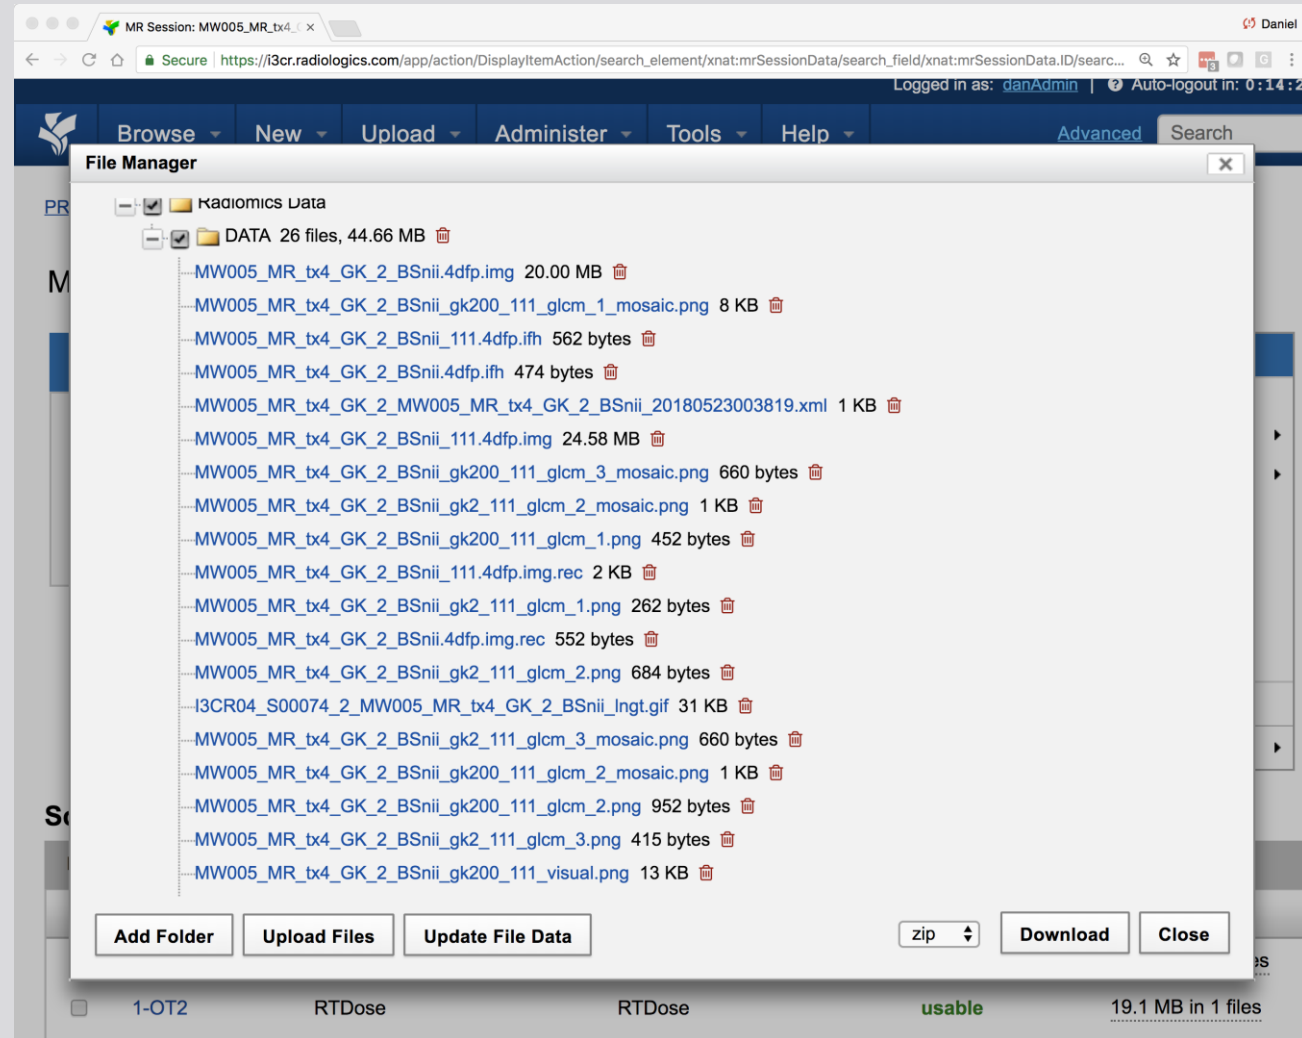 MR Session: MW005_MR_tx4_
Daniel
Secure https://i3cr.radiologics.com/app/action/DisplayItemAction/search_element/xnat:mrSessionData/search_field/xnat:mrSessionData.ID/searc...
Logged in as: danAdmin | Auto-logout in: 0:14:2
Browse New Upload Administer Tools Help Advanced Search
File Manager
PR
Radiomics Data
DATA 26 files, 44.66 MB
M
MW005_MR_tx4_GK_2_BSnii.4dfp.img 20.00 MB
MW005_MR_tx4_GK_2_BSnii_gk200_111_glcm_1_mosaic.png 8 KB
MW005_MR_tx4_GK_2_BSnii_111.4dfp.ifh 562 bytes
MW005_MR_tx4_GK_2_BSnii.4dfp.ifh 474 bytes
MW005_MR_tx4_GK_2_MW005_MR_tx4_GK_2_BSnii_20180523003819.xml 1 KB
MW005_MR_tx4_GK_2_BSnii_111.4dfp.img 24.58 MB
MW005_MR_tx4_GK_2_BSnii_gk200_111_glcm_3_mosaic.png 660 bytes
MW005_MR_tx4_GK_2_BSnii_gk2_111_glcm_2_mosaic.png 1 KB
MW005_MR_tx4_GK_2_BSnii_gk200_111_glcm_1.png 452 bytes
MW005_MR_tx4_GK_2_BSnii_111.4dfp.img.rec 2 KB
MW005_MR_tx4_GK_2_BSnii_gk2_111_glcm_1.png 262 bytes
MW005_MR_tx4_GK_2_BSnii.4dfp.img.rec 552 bytes
MW005_MR_tx4_GK_2_BSnii_gk2_111_glcm_2.png 684 bytes
I3CR04_S00074_2_MW005_MR_tx4_GK_2_BSnii_lngt.gif 31 KB
MW005_MR_tx4_GK_2_BSnii_gk2_111_glcm_3_mosaic.png 660 bytes
MW005_MR_tx4_GK_2_BSnii_gk200_111_glcm_2_mosaic.png 1 KB
MW005_MR_tx4_GK_2_BSnii_gk200_111_glcm_2.png 952 bytes
MW005_MR_tx4_GK_2_BSnii_gk2_111_glcm_3.png 415 bytes
MW005_MR_tx4_GK_2_BSnii_gk200_111_visual.png 13 KB
Add Folder Upload Files Update File Data zip Download Close
1-OT2 RTDose RTDose usable 19.1 MB in 1 files